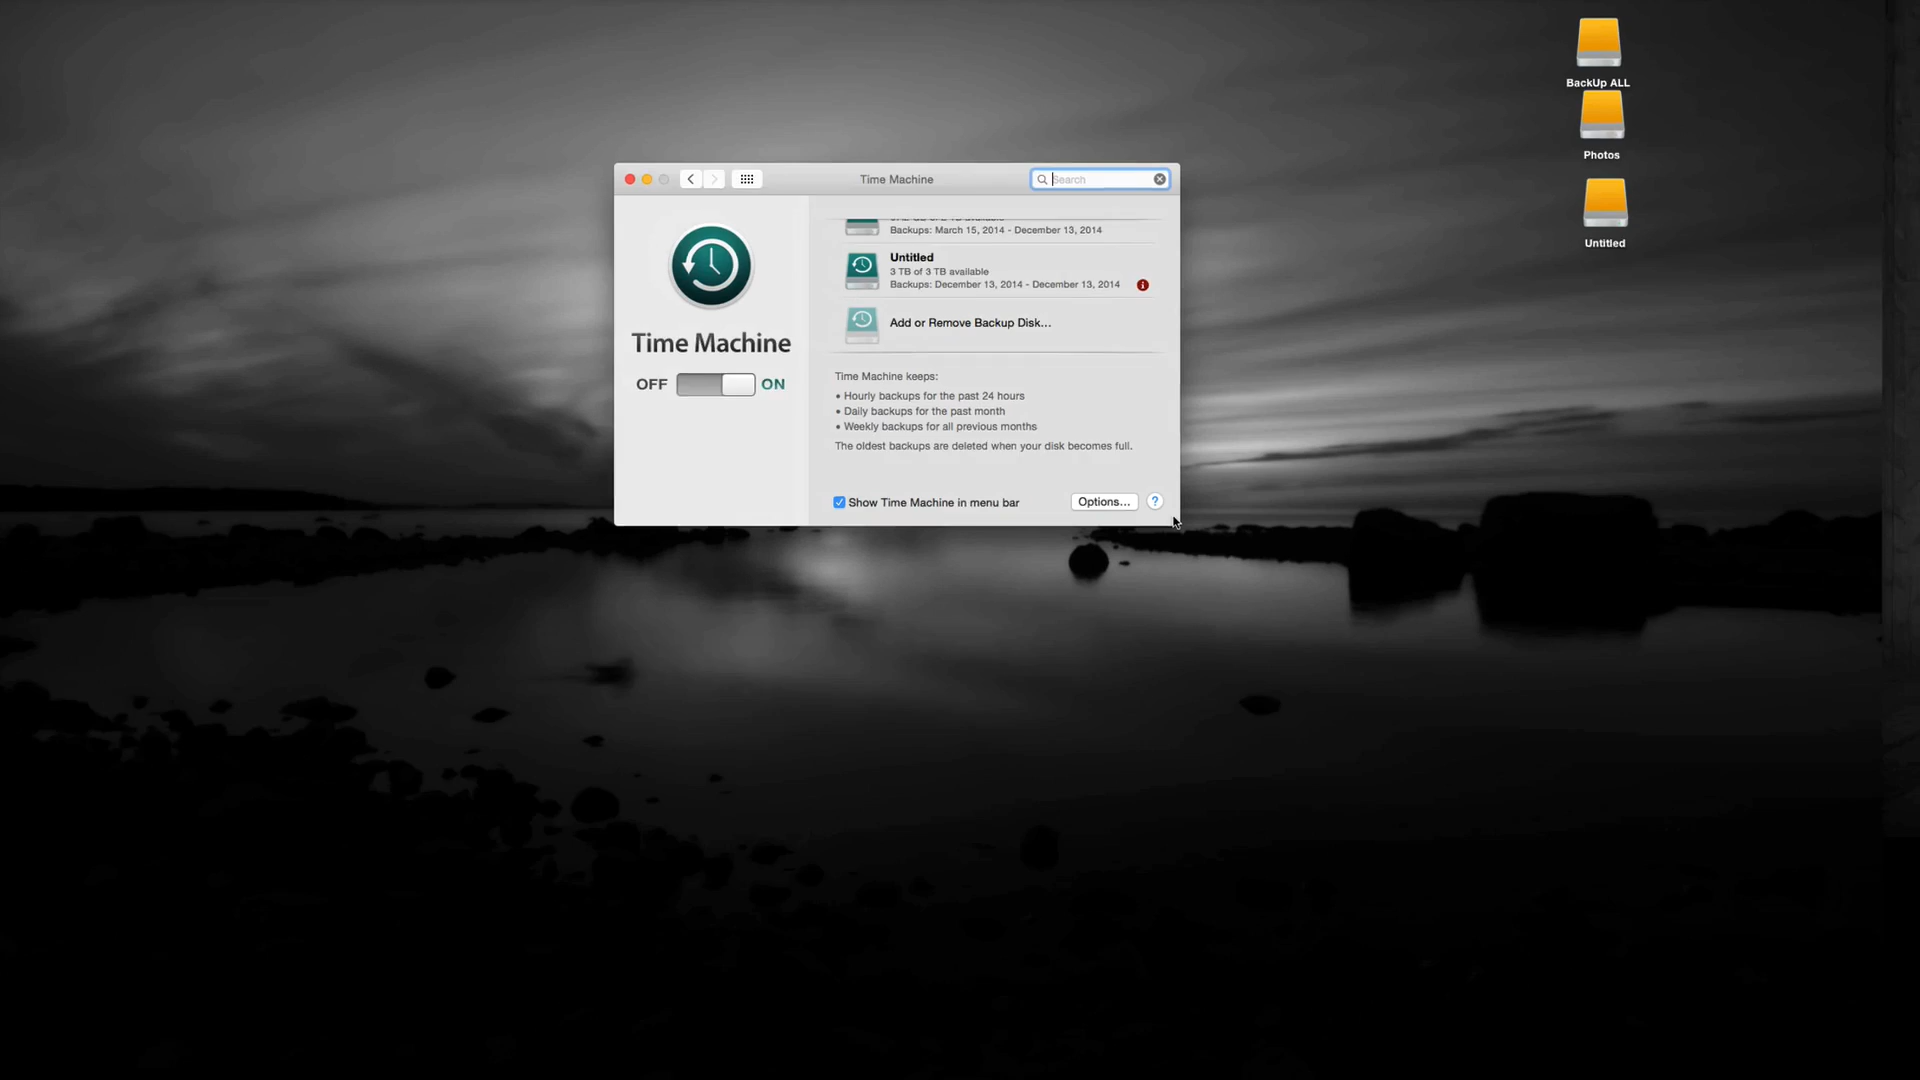 BackUp ALL
Photos
Untitled
Time Machine
Search
Time Machine
OFF
ON
Backups: March 15, 2014 - December 13, 2014
Untitled
3 TB of 3 TB available
Backups: December 13, 2014 - December 13, 2014
Add or Remove Backup Disk...
Time Machine keeps:
• Hourly backups for the past 24 hours
• Daily backups for the past month
• Weekly backups for all previous months
The oldest backups are deleted when your disk becomes full.
Show Time Machine in menu bar
Options...
?